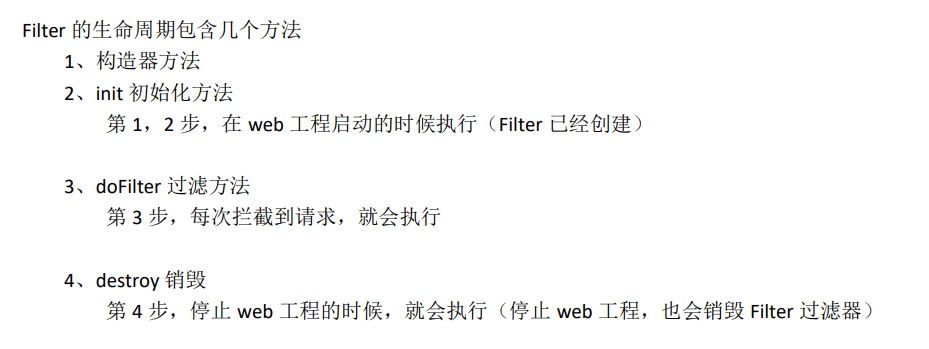 Filter 的生命周期包含几个方法
1、构造器方法
2、init 初始化方法
第 1，2 步，在 web 工程启动的时候执行（Filter 已经创建）
3、doFilter 过滤方法
第 3 步，每次拦截到请求，就会执行
4、destroy 销毁
第 4 步，停止 web 工程的时候，就会执行（停止 web 工程，也会销毁 Filter 过滤器）